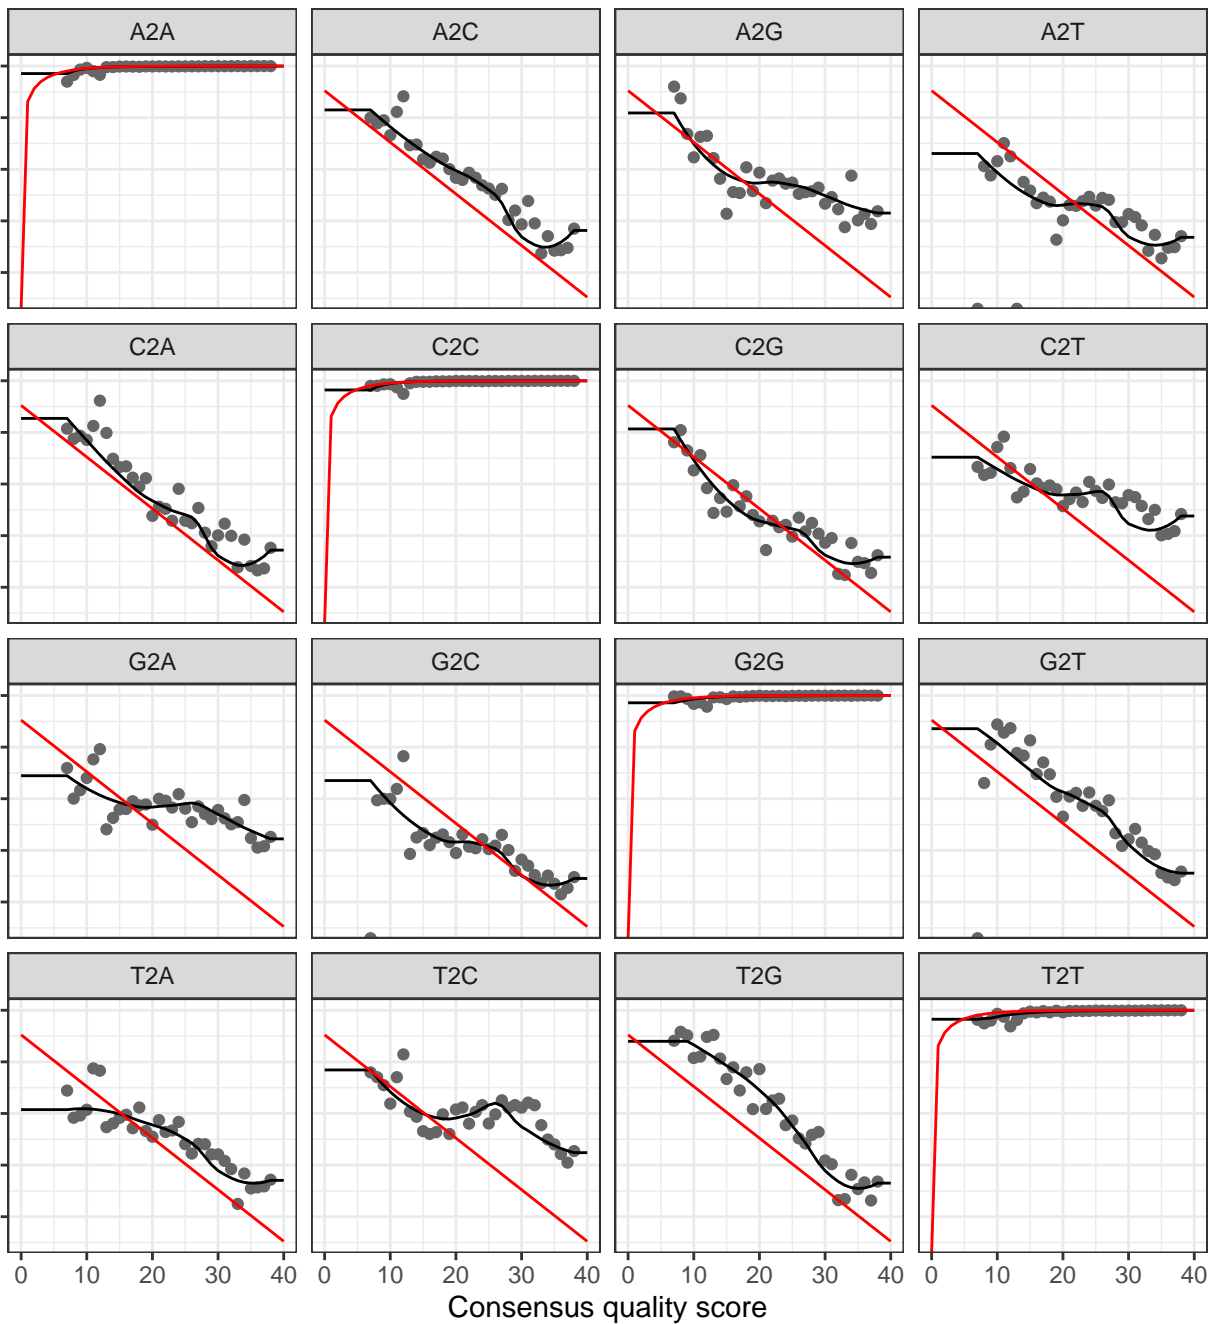 A2A A2C A2G A2T
C2A C2C C2G C2T
G2A G2C G2G G2T
T2A T2C T2G T2T
0 10 20 30 40 0 10 20 30 40 0 10 20 30 40 0 10 20 30 40
Consensus quality score